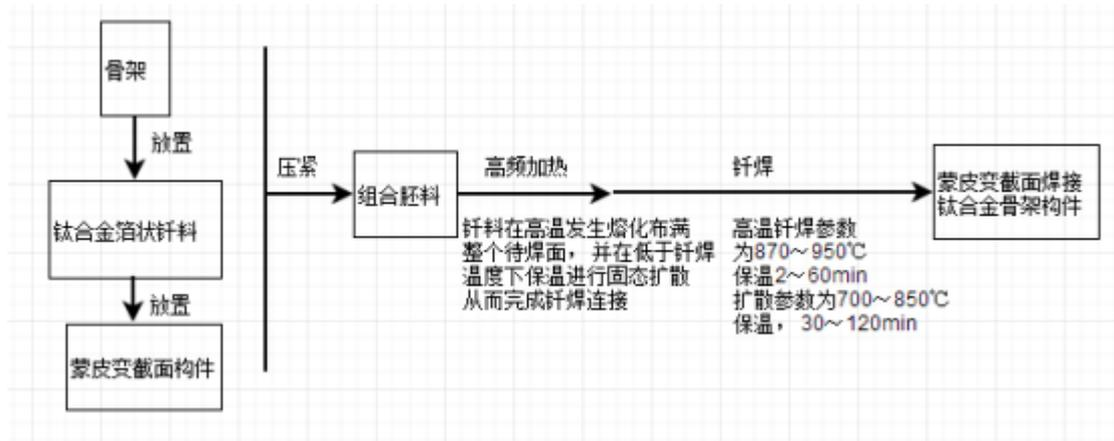 骨架
放置
钛合金箔状钎料
放置
蒙皮变截面构件
压紧
组合胚料
高频加热
钎料在高温发生熔化布满
整个待焊面，并在低于钎焊
温度下保温进行固态扩散
从而完成钎焊连接
钎焊
高温钎焊参数
为870～950℃
保温2～60min
扩散参数为700～850℃
保温，30～120min
蒙皮变截面焊接
钛合金骨架构件